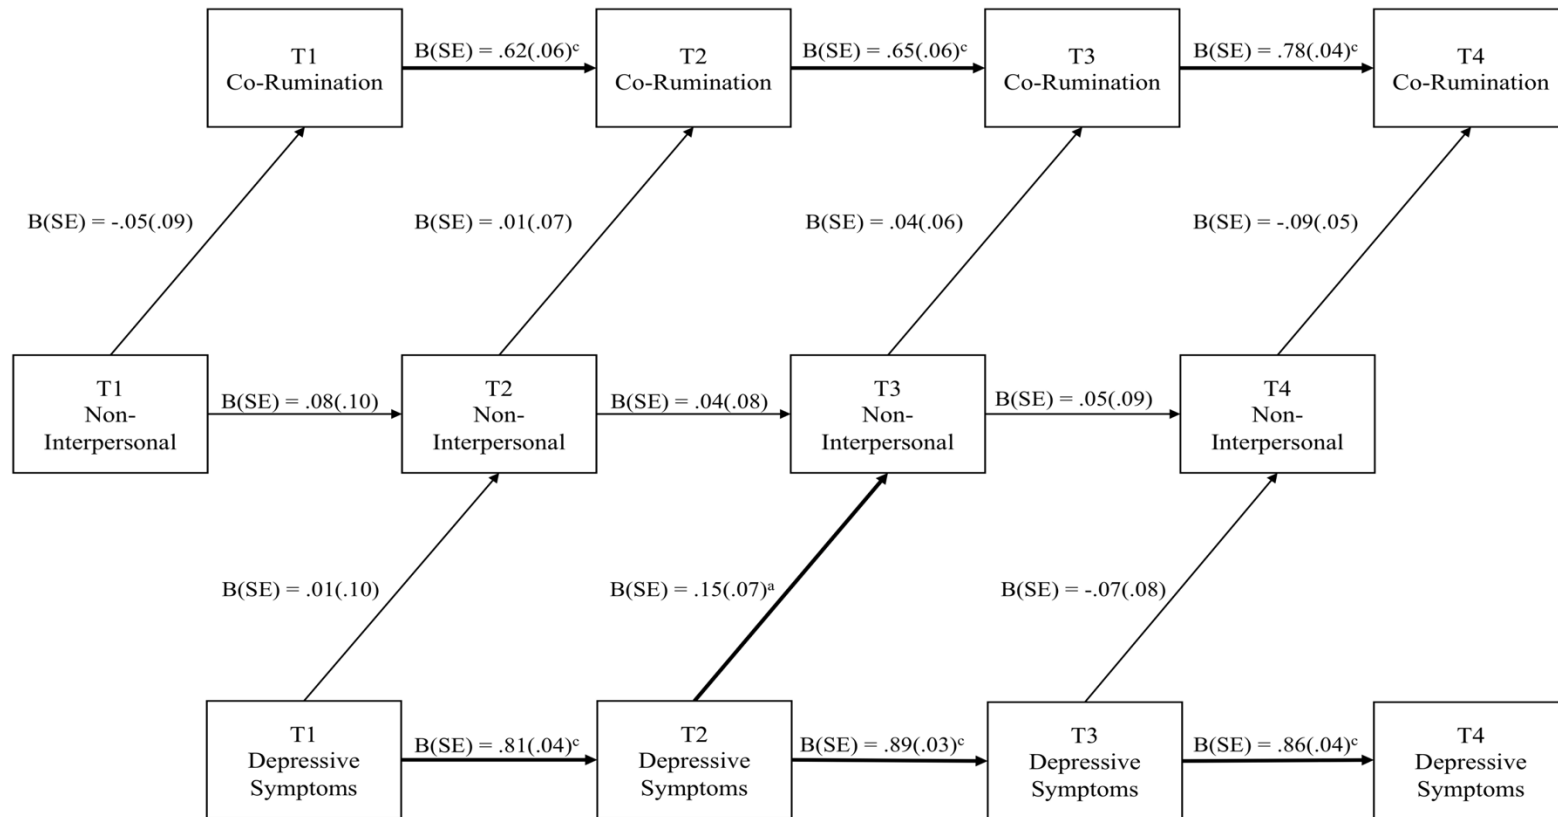 T1
Co-Rumination
B(SE) = .62(.06)ᶜ
T2
Co-Rumination
B(SE) = .65(.06)ᶜ
T3
Co-Rumination
B(SE) = .78(.04)ᶜ
T4
Co-Rumination
B(SE) = -.05(.09)
B(SE) = .01(.07)
B(SE) = .04(.06)
B(SE) = -.09(.05)
T1
Non-
Interpersonal
B(SE) = .08(.10)
T2
Non-
Interpersonal
B(SE) = .04(.08)
T3
Non-
Interpersonal
B(SE) = .05(.09)
T4
Non-
Interpersonal
B(SE) = .01(.10)
B(SE) = .15(.07)ᵃ
B(SE) = -.07(.08)
T1
Depressive
Symptoms
B(SE) = .81(.04)ᶜ
T2
Depressive
Symptoms
B(SE) = .89(.03)ᶜ
T3
Depressive
Symptoms
B(SE) = .86(.04)ᶜ
T4
Depressive
Symptoms